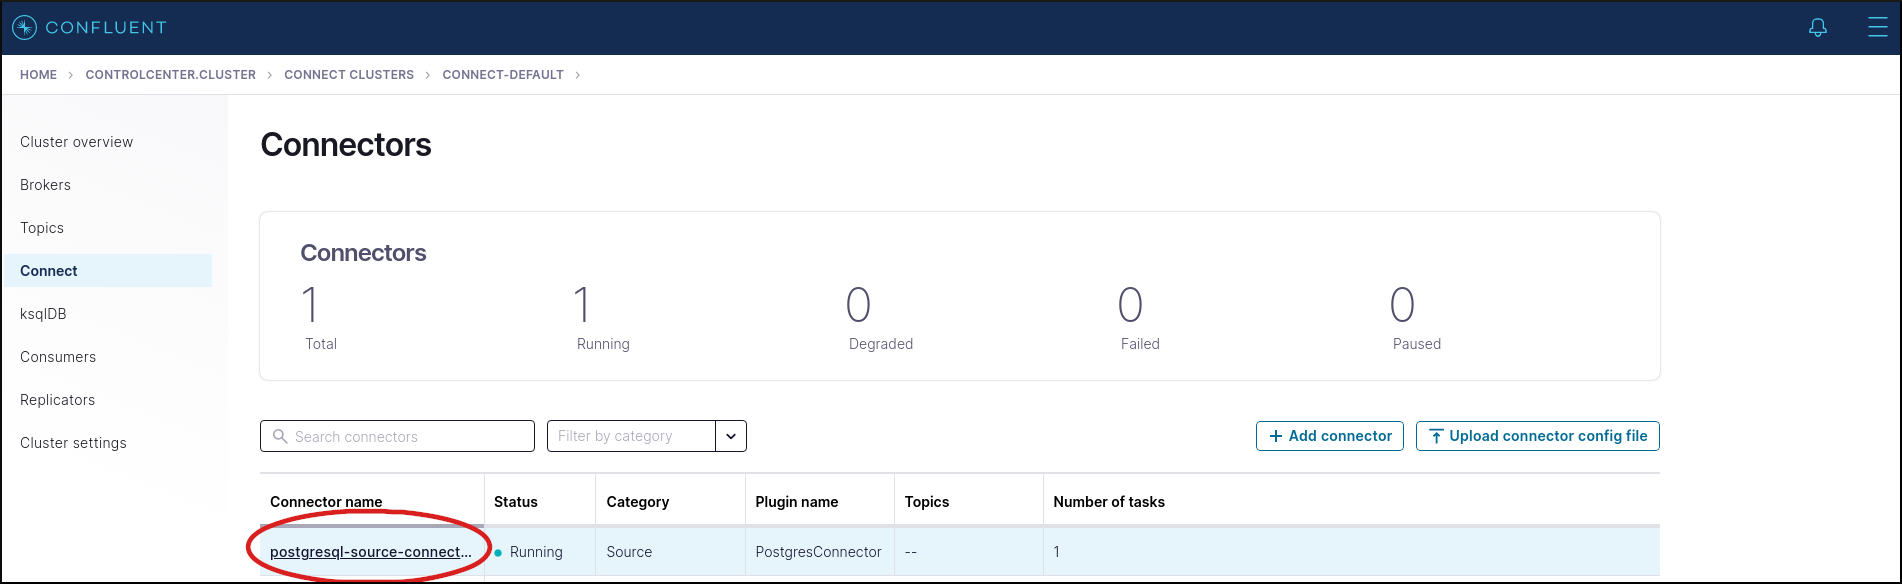 CONFLUENT
HOME > CONTROLCENTER.CLUSTER > CONNECT CLUSTERS > CONNECT-DEFAULT >
Cluster overview
Brokers
Topics
Connect
ksqlDB
Consumers
Replicators
Cluster settings
Connectors
Connectors
1 1 0 0 0
Total Running Degraded Failed Paused
Search connectors Filter by category + Add connector Upload connector config file
Connector name Status Category Plugin name Topics Number of tasks
postgresql-source-connect... Running Source PostgresConnector -- 1